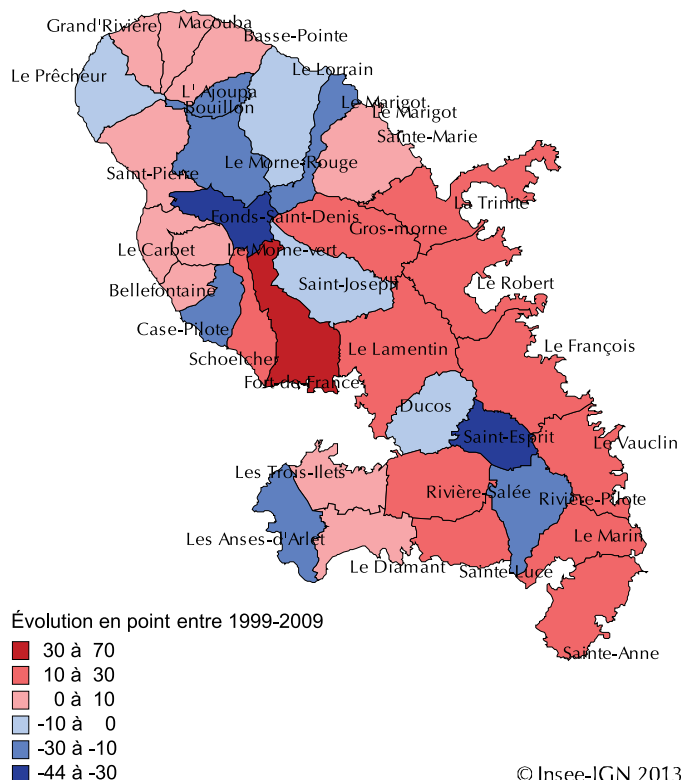 Grand'Rivière
Macouba
Basse-Pointe
Le Prêcheur
Le Lorrain
L' Ajoupa
Bouillon
Le Marigot
Le Marigot
Sainte-Marie
Le Morne-Rouge
Saint-Pierre
La Trinité
Fonds-Saint-Denis
Gros-morne
Le Carbet
Le Morne-vert
Saint-Joseph
Le Robert
Bellefontaine
Case-Pilote
Le François
Le Lamentin
Schoelcher
Fort-de-France
Ducos
Saint-Esprit
Le Vauclin
Les Trois-Ilets
Rivière-Salée
Rivière-Pilote
Les Anses-d'Arlet
Le Marin
Le Diamant
Sainte-Luce
Sainte-Anne
Évolution en point entre 1999-2009
30 à 70
10 à 30
0 à 10
-10 à 0
-30 à -10
-44 à -30
© Insee-IGN 2013